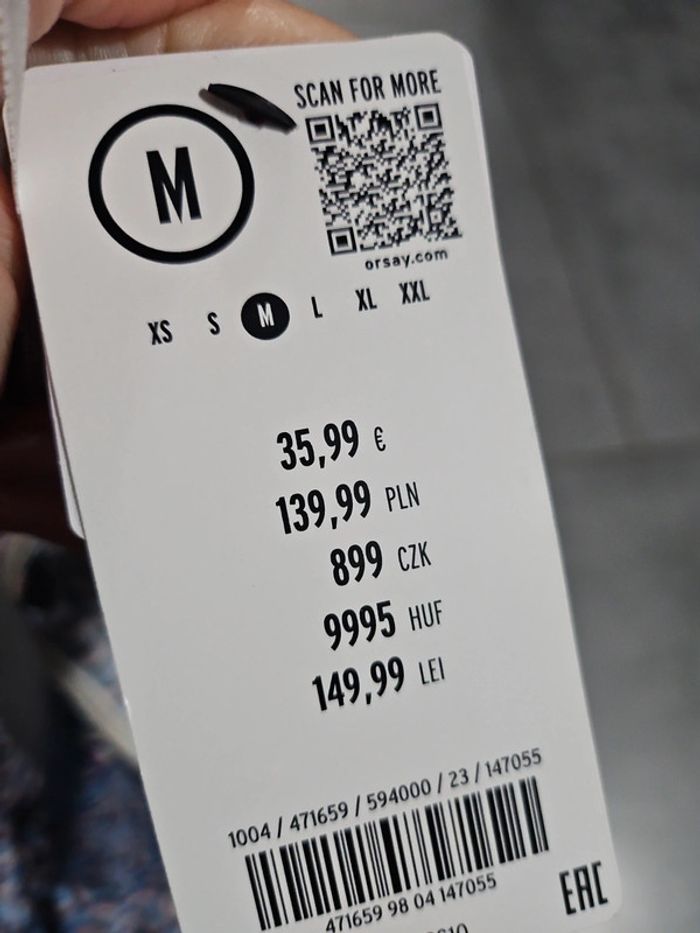 SCAN FOR MORE
M
orsay.com
XS S M L XL XXL
35,99 €
139,99 PLN
899 CZK
9995 HUF
149,99 LEI
1004 / 471659 / 594000 / 23 / 147055
471659 98 04 147055
EAC